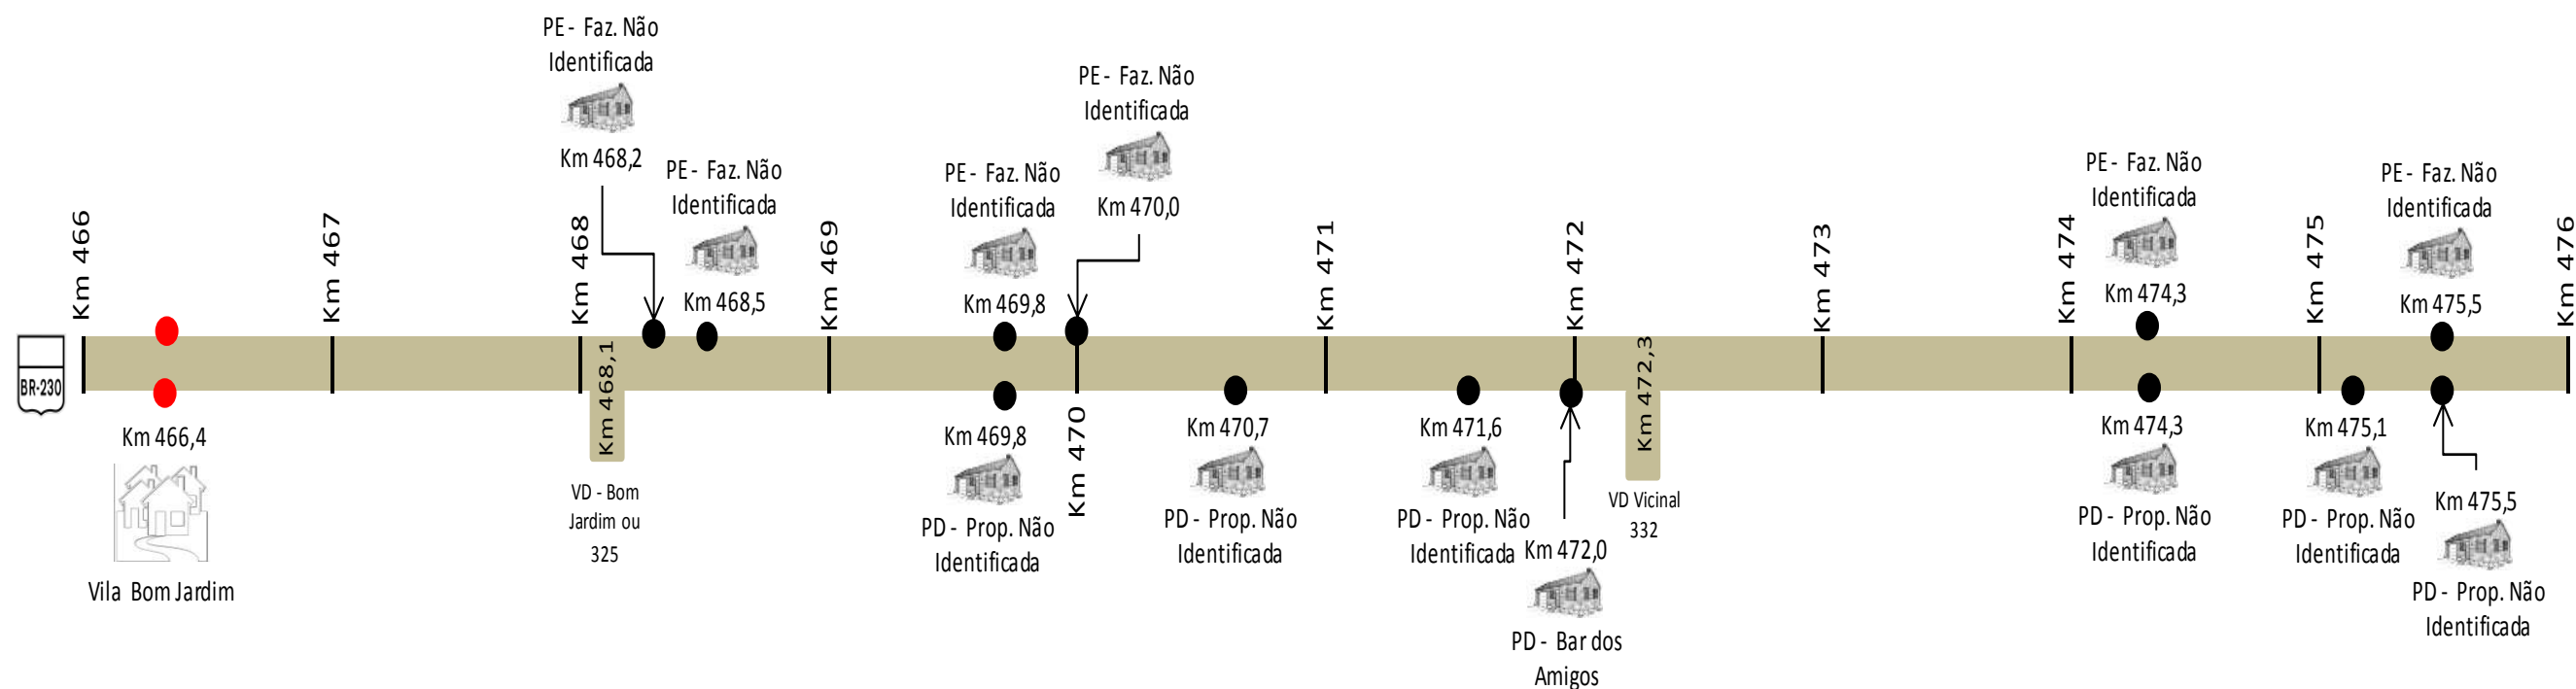 PE - Faz. Não
Identificada
Km 468,2
PE - Faz. Não
Identificada
Km 468,5
PE - Faz. Não
Identificada
Km 469,8
PE - Faz. Não
Identificada
Km 470,0
PE - Faz. Não
Identificada
Km 474,3
PE - Faz. Não
Identificada
Km 475,5
Km 466
Km 467
Km 468
Km 469
Km 470
Km 471
Km 472
Km 473
Km 474
Km 475
Km 476
BR-230
Km 468,1
Km 472,3
Km 466,4
Vila Bom Jardim
VD - Bom
Jardim ou
325
Km 469,8
PD - Prop. Não
Identificada
Km 470,7
PD - Prop. Não
Identificada
Km 471,6
PD - Prop. Não
Identificada
Km 472,0
PD - Bar dos
Amigos
VD Vicinal
332
Km 474,3
PD - Prop. Não
Identificada
Km 475,1
PD - Prop. Não
Identificada
Km 475,5
PD - Prop. Não
Identificada